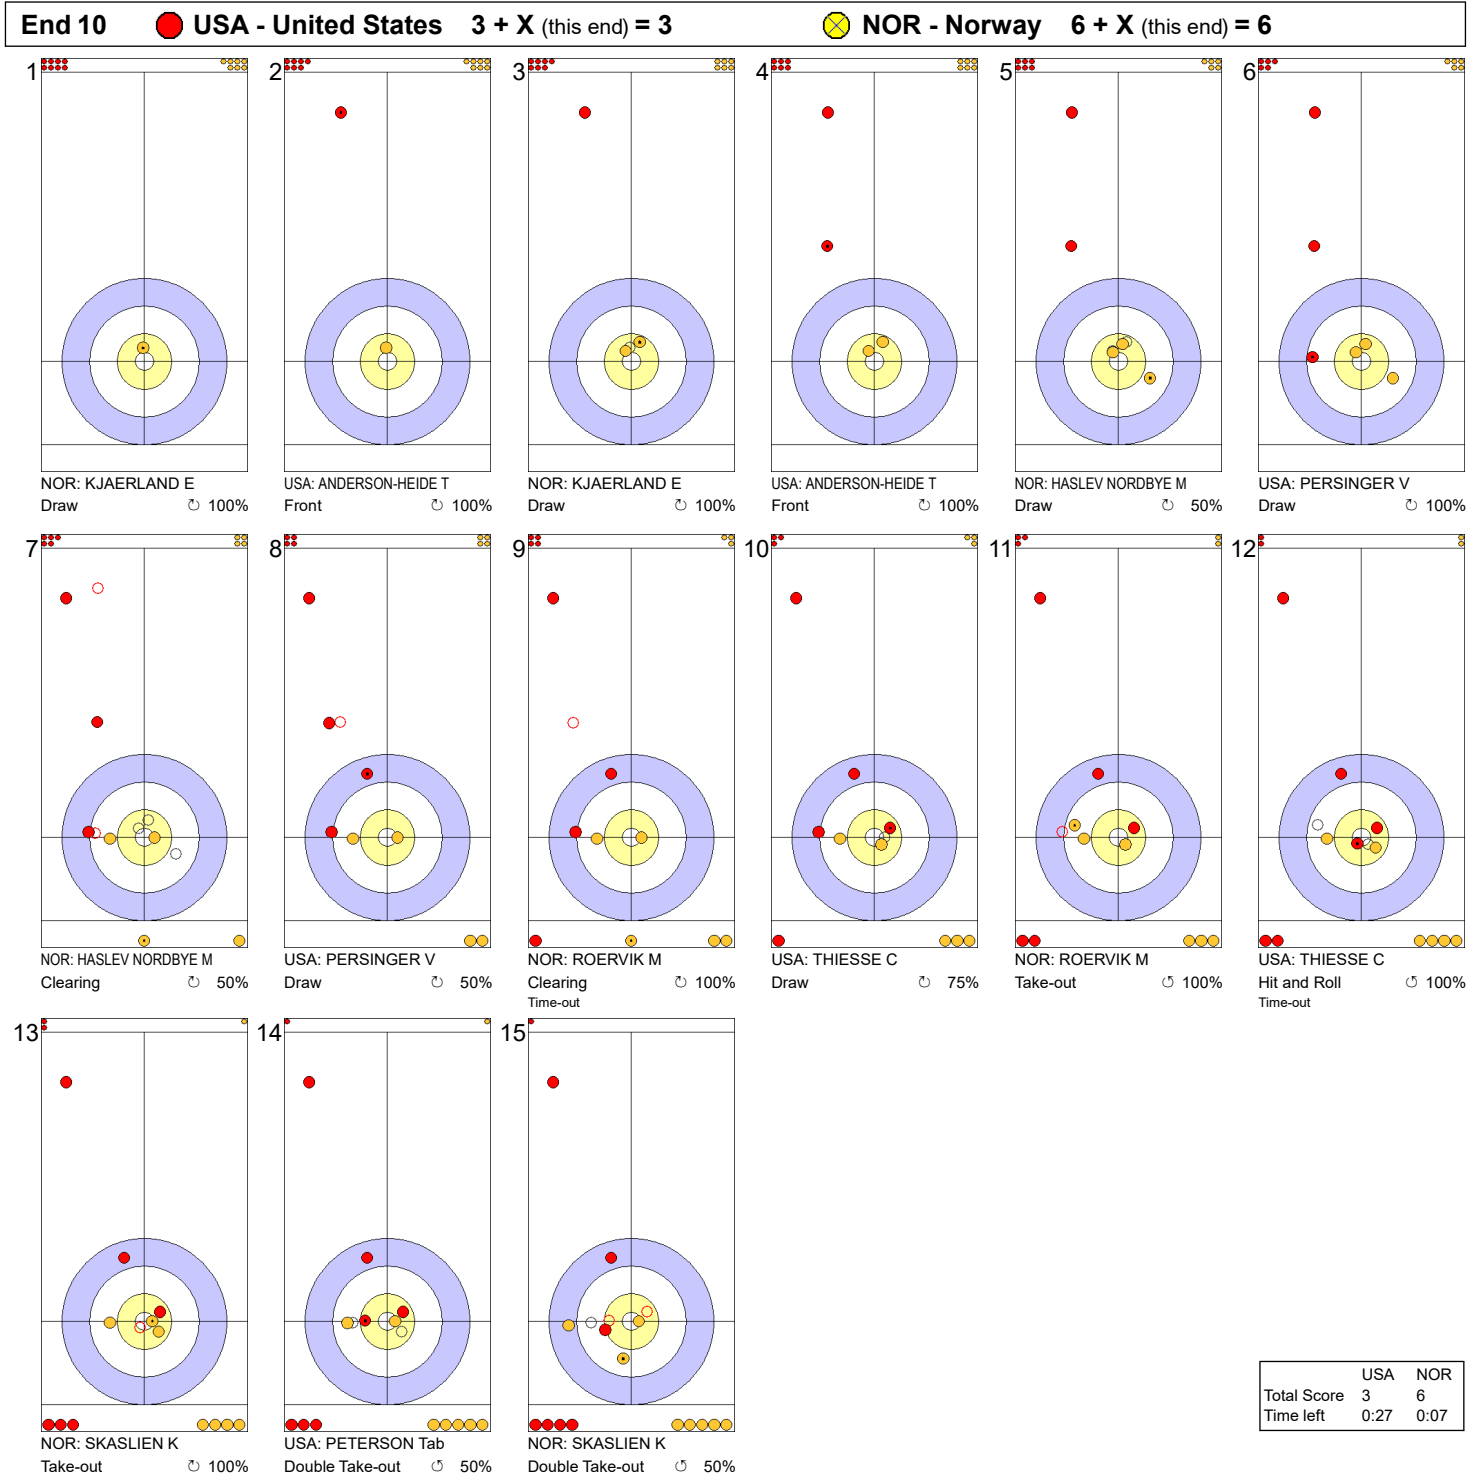 End 10 USA - United States 3 + X (this end) = 3 NOR - Norway 6 + X (this end) = 6
1 2 3 4 5 6
NOR: KJAERLAND E USA: ANDERSON-HEIDE T NOR: KJAERLAND E USA: ANDERSON-HEIDE T NOR: HASLEV NORDBYE M USA: PERSINGER V
Draw ↻ 100% Front ↻ 100% Draw ↻ 100% Front ↻ 100% Draw ↻ 50% Draw ↻ 100%
7 8 9 10 11 12
NOR: HASLEV NORDBYE M USA: PERSINGER V NOR: ROERVIK M USA: THIESSE C NOR: ROERVIK M USA: THIESSE C
Clearing ↻ 50% Draw ↺ 50% Clearing ↻ 100% Draw ↻ 75% Take-out ↺ 100% Hit and Roll ↺ 100%
Time-out Time-out
13 14 15
NOR: SKASLIEN K USA: PETERSON Tab NOR: SKASLIEN K
Take-out ↻ 100% Double Take-out ↺ 50% Double Take-out ↺ 50%
USA NOR
Total Score 3 6
Time left 0:27 0:07